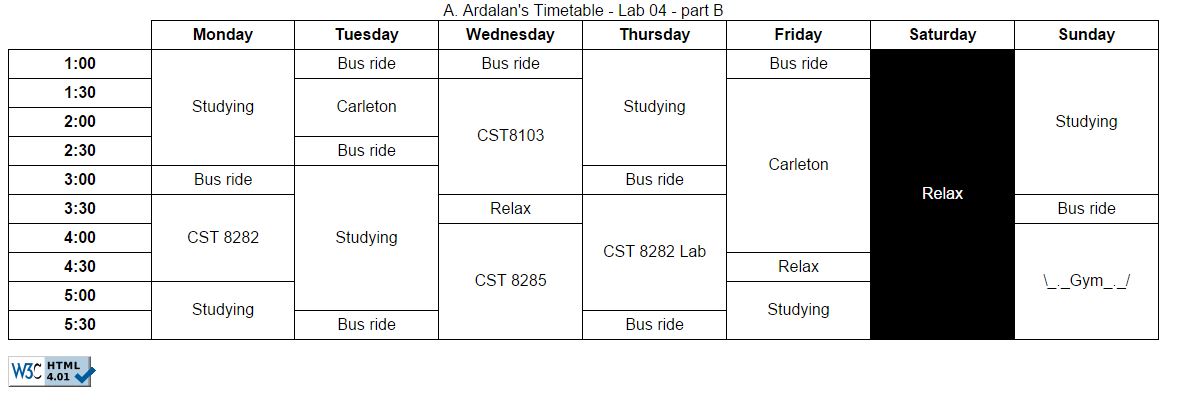 A. Ardalan's Timetable - Lab 04 - part B
Monday Tuesday Wednesday Thursday Friday Saturday Sunday
1:00 Bus ride Bus ride Bus ride
1:30
Studying Carleton Studying
2:00 Studying
CST8103
2:30 Bus ride
Carleton
3:00 Bus ride Bus ride
Relax
3:30 Relax Bus ride
4:00 CST 8282 Studying
CST 8282 Lab
4:30 Relax
CST 8285 \_._Gym_._/
5:00
Studying Studying
5:30 Bus ride Bus ride
W3C HTML
4.01